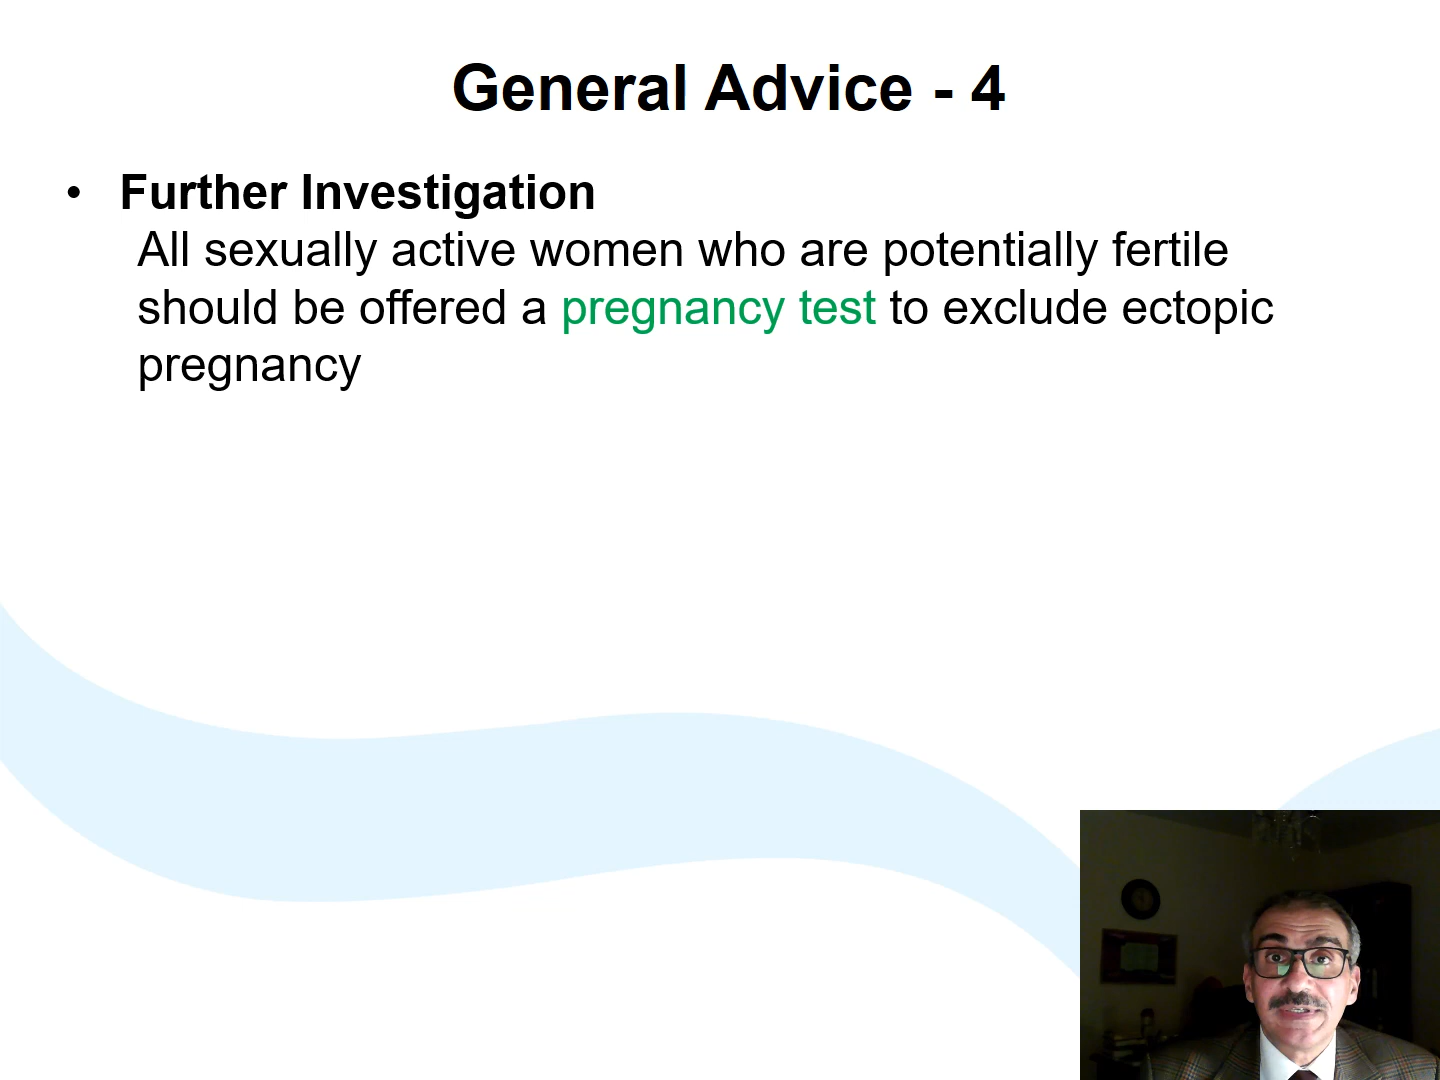 General Advice - 4
• Further Investigation
All sexually active women who are potentially fertile
should be offered a pregnancy test to exclude ectopic
pregnancy